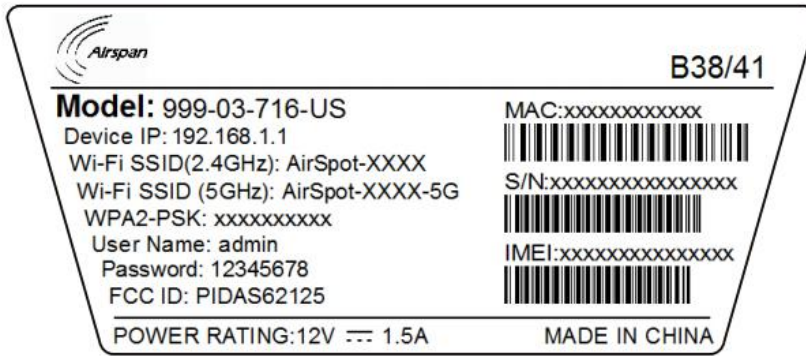 Airspan
B38/41
Model: 999-03-716-US
Device IP: 192.168.1.1
Wi-Fi SSID(2.4GHz): AirSpot-XXXX
Wi-Fi SSID (5GHz): AirSpot-XXXX-5G
WPA2-PSK: xxxxxxxxxx
User Name: admin
Password: 12345678
FCC ID: PIDAS62125
MAC:xxxxxxxxxxxx
S/N:xxxxxxxxxxxxxxxx
IMEI:xxxxxxxxxxxxxxx
POWER RATING:12V ⎓ 1.5A
MADE IN CHINA